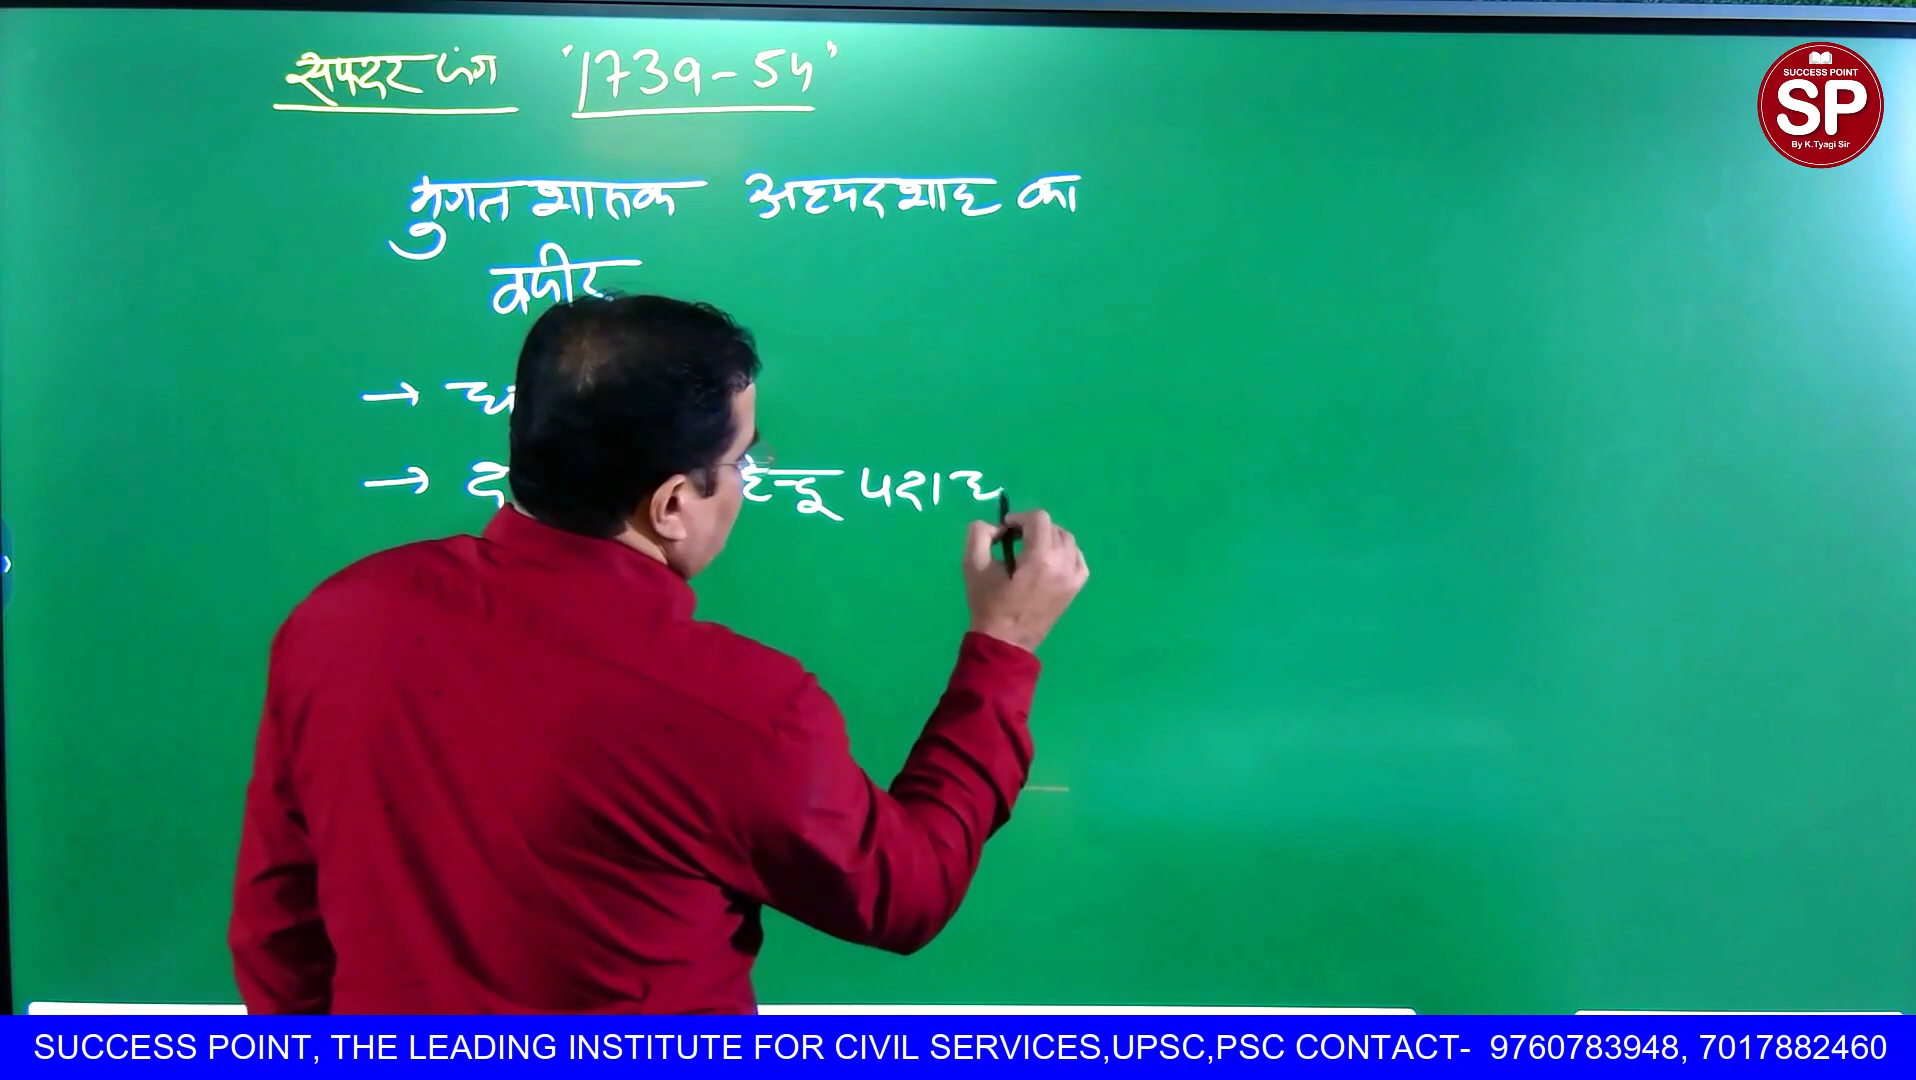 सफदर जंग '1739-54'
मुगल शासक अहमदशाह का
वजीर
→
→
SUCCESS POINT
SP
By K.Tyagi Sir
SUCCESS POINT, THE LEADING INSTITUTE FOR CIVIL SERVICES,UPSC,PSC CONTACT- 9760783948, 7017882460